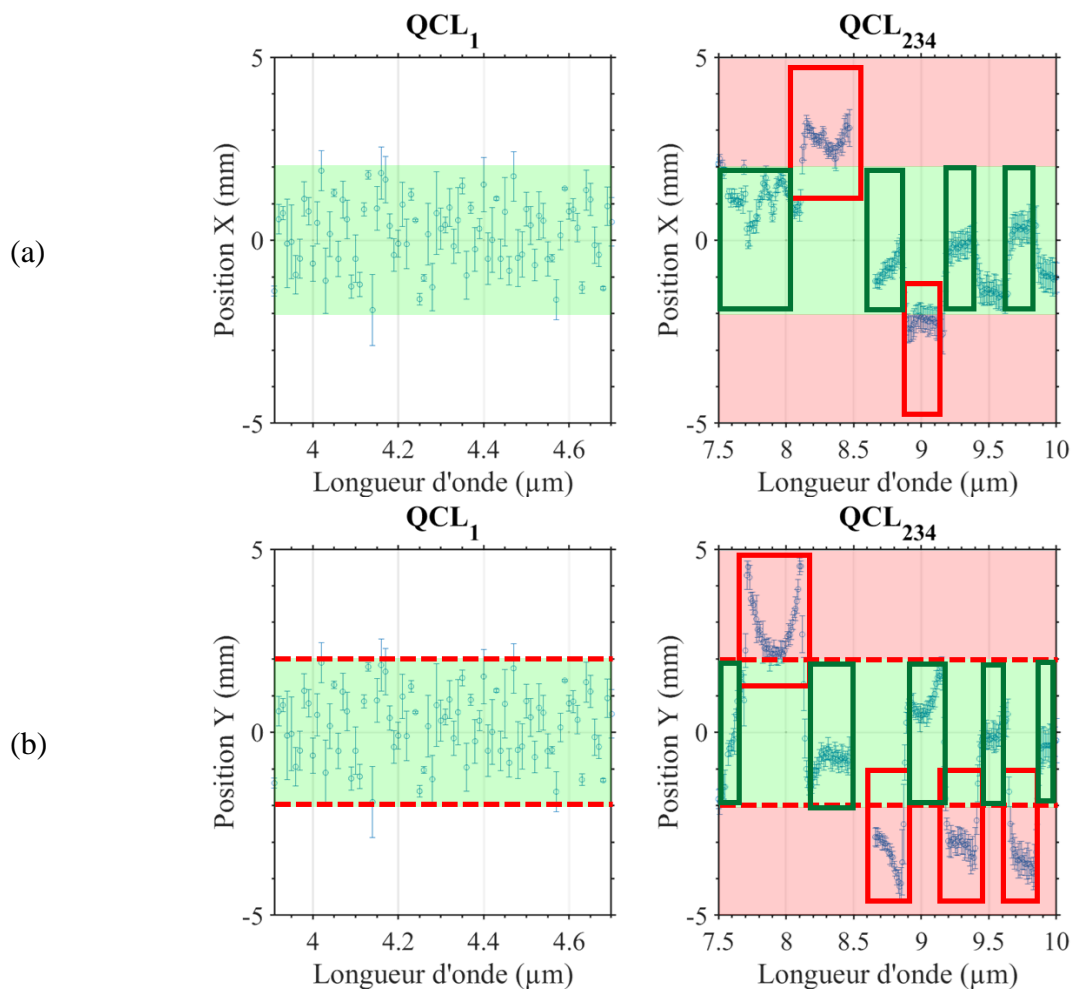 QCL1 QCL234
(a)
Position X (mm)
5
0
-5
4 4.2 4.4 4.6
Longueur d'onde (µm)
Position X (mm)
5
0
-5
7.5 8 8.5 9 9.5 10
Longueur d'onde (µm)
QCL1 QCL234
(b)
Position Y (mm)
5
0
-5
4 4.2 4.4 4.6
Longueur d'onde (µm)
Position Y (mm)
5
0
-5
7.5 8 8.5 9 9.5 10
Longueur d'onde (µm)